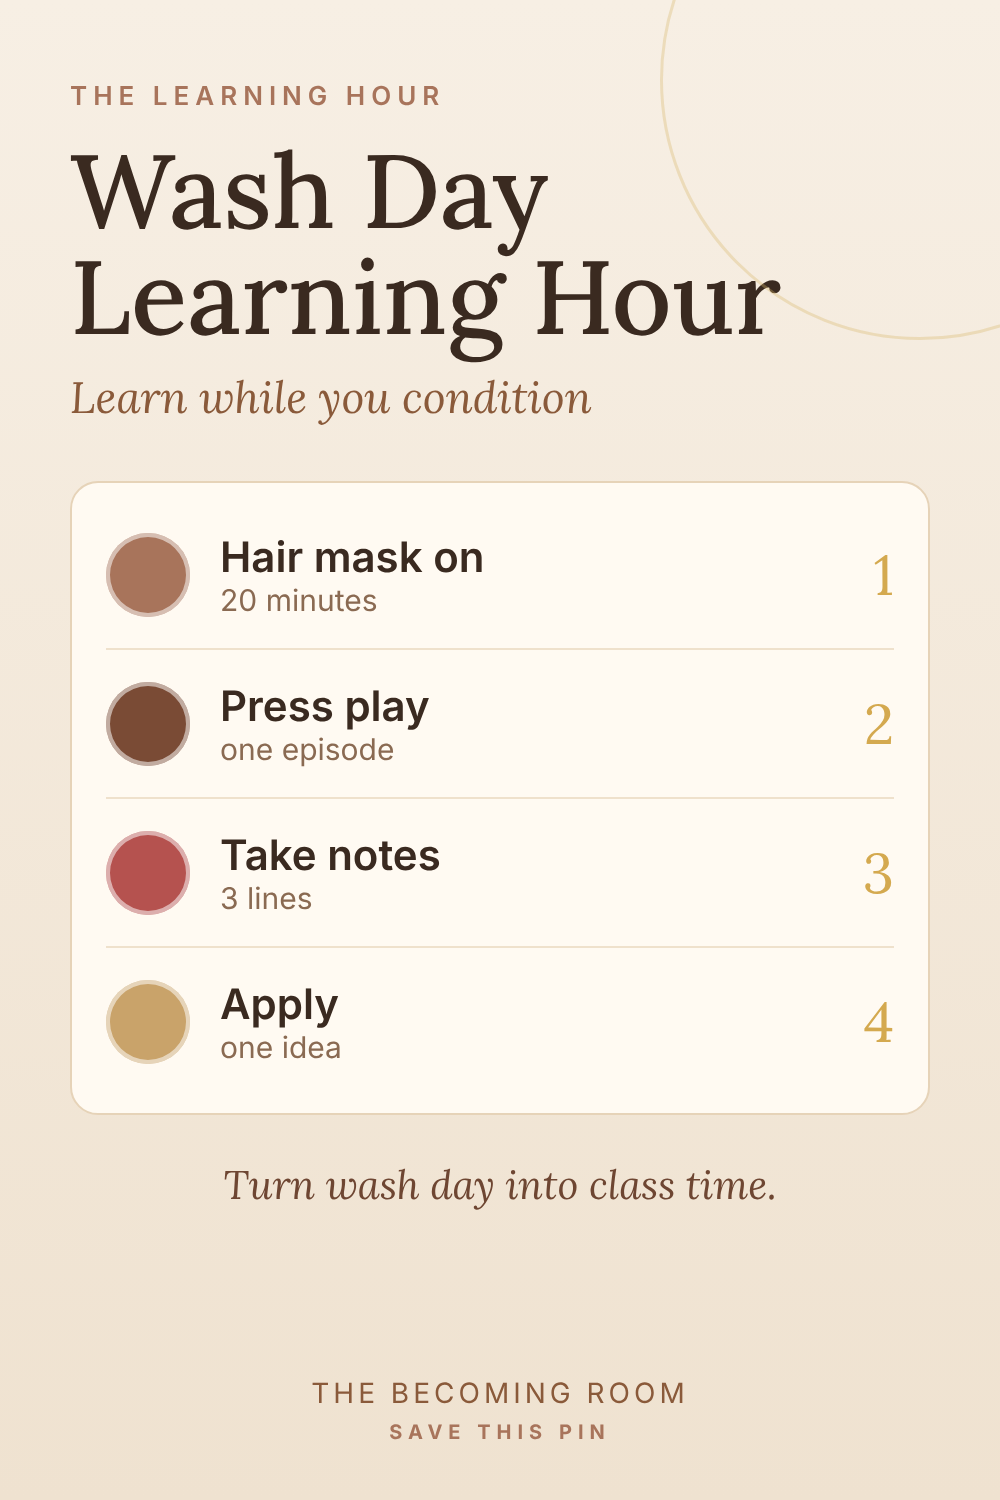 THE LEARNING HOUR
Wash Day
Learning Hour
Learn while you condition
Hair mask on
20 minutes
1
Press play
one episode
2
Take notes
3 lines
3
Apply
one idea
4
Turn wash day into class time.
THE BECOMING ROOM
SAVE THIS PIN